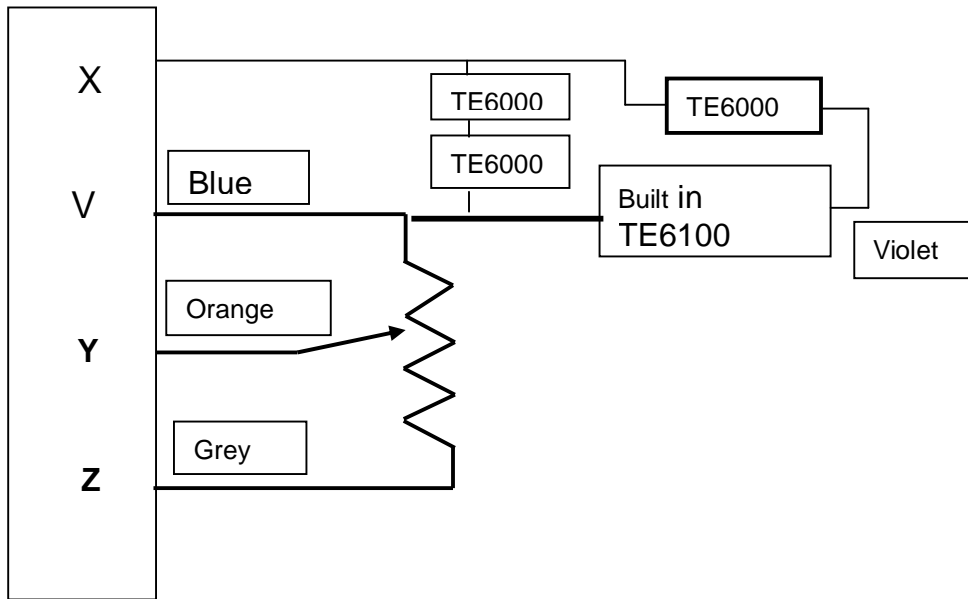 X
TE6000
TE6000
TE6000
Blue
V
Built in
TE6100
Violet
Orange
Y
Grey
Z